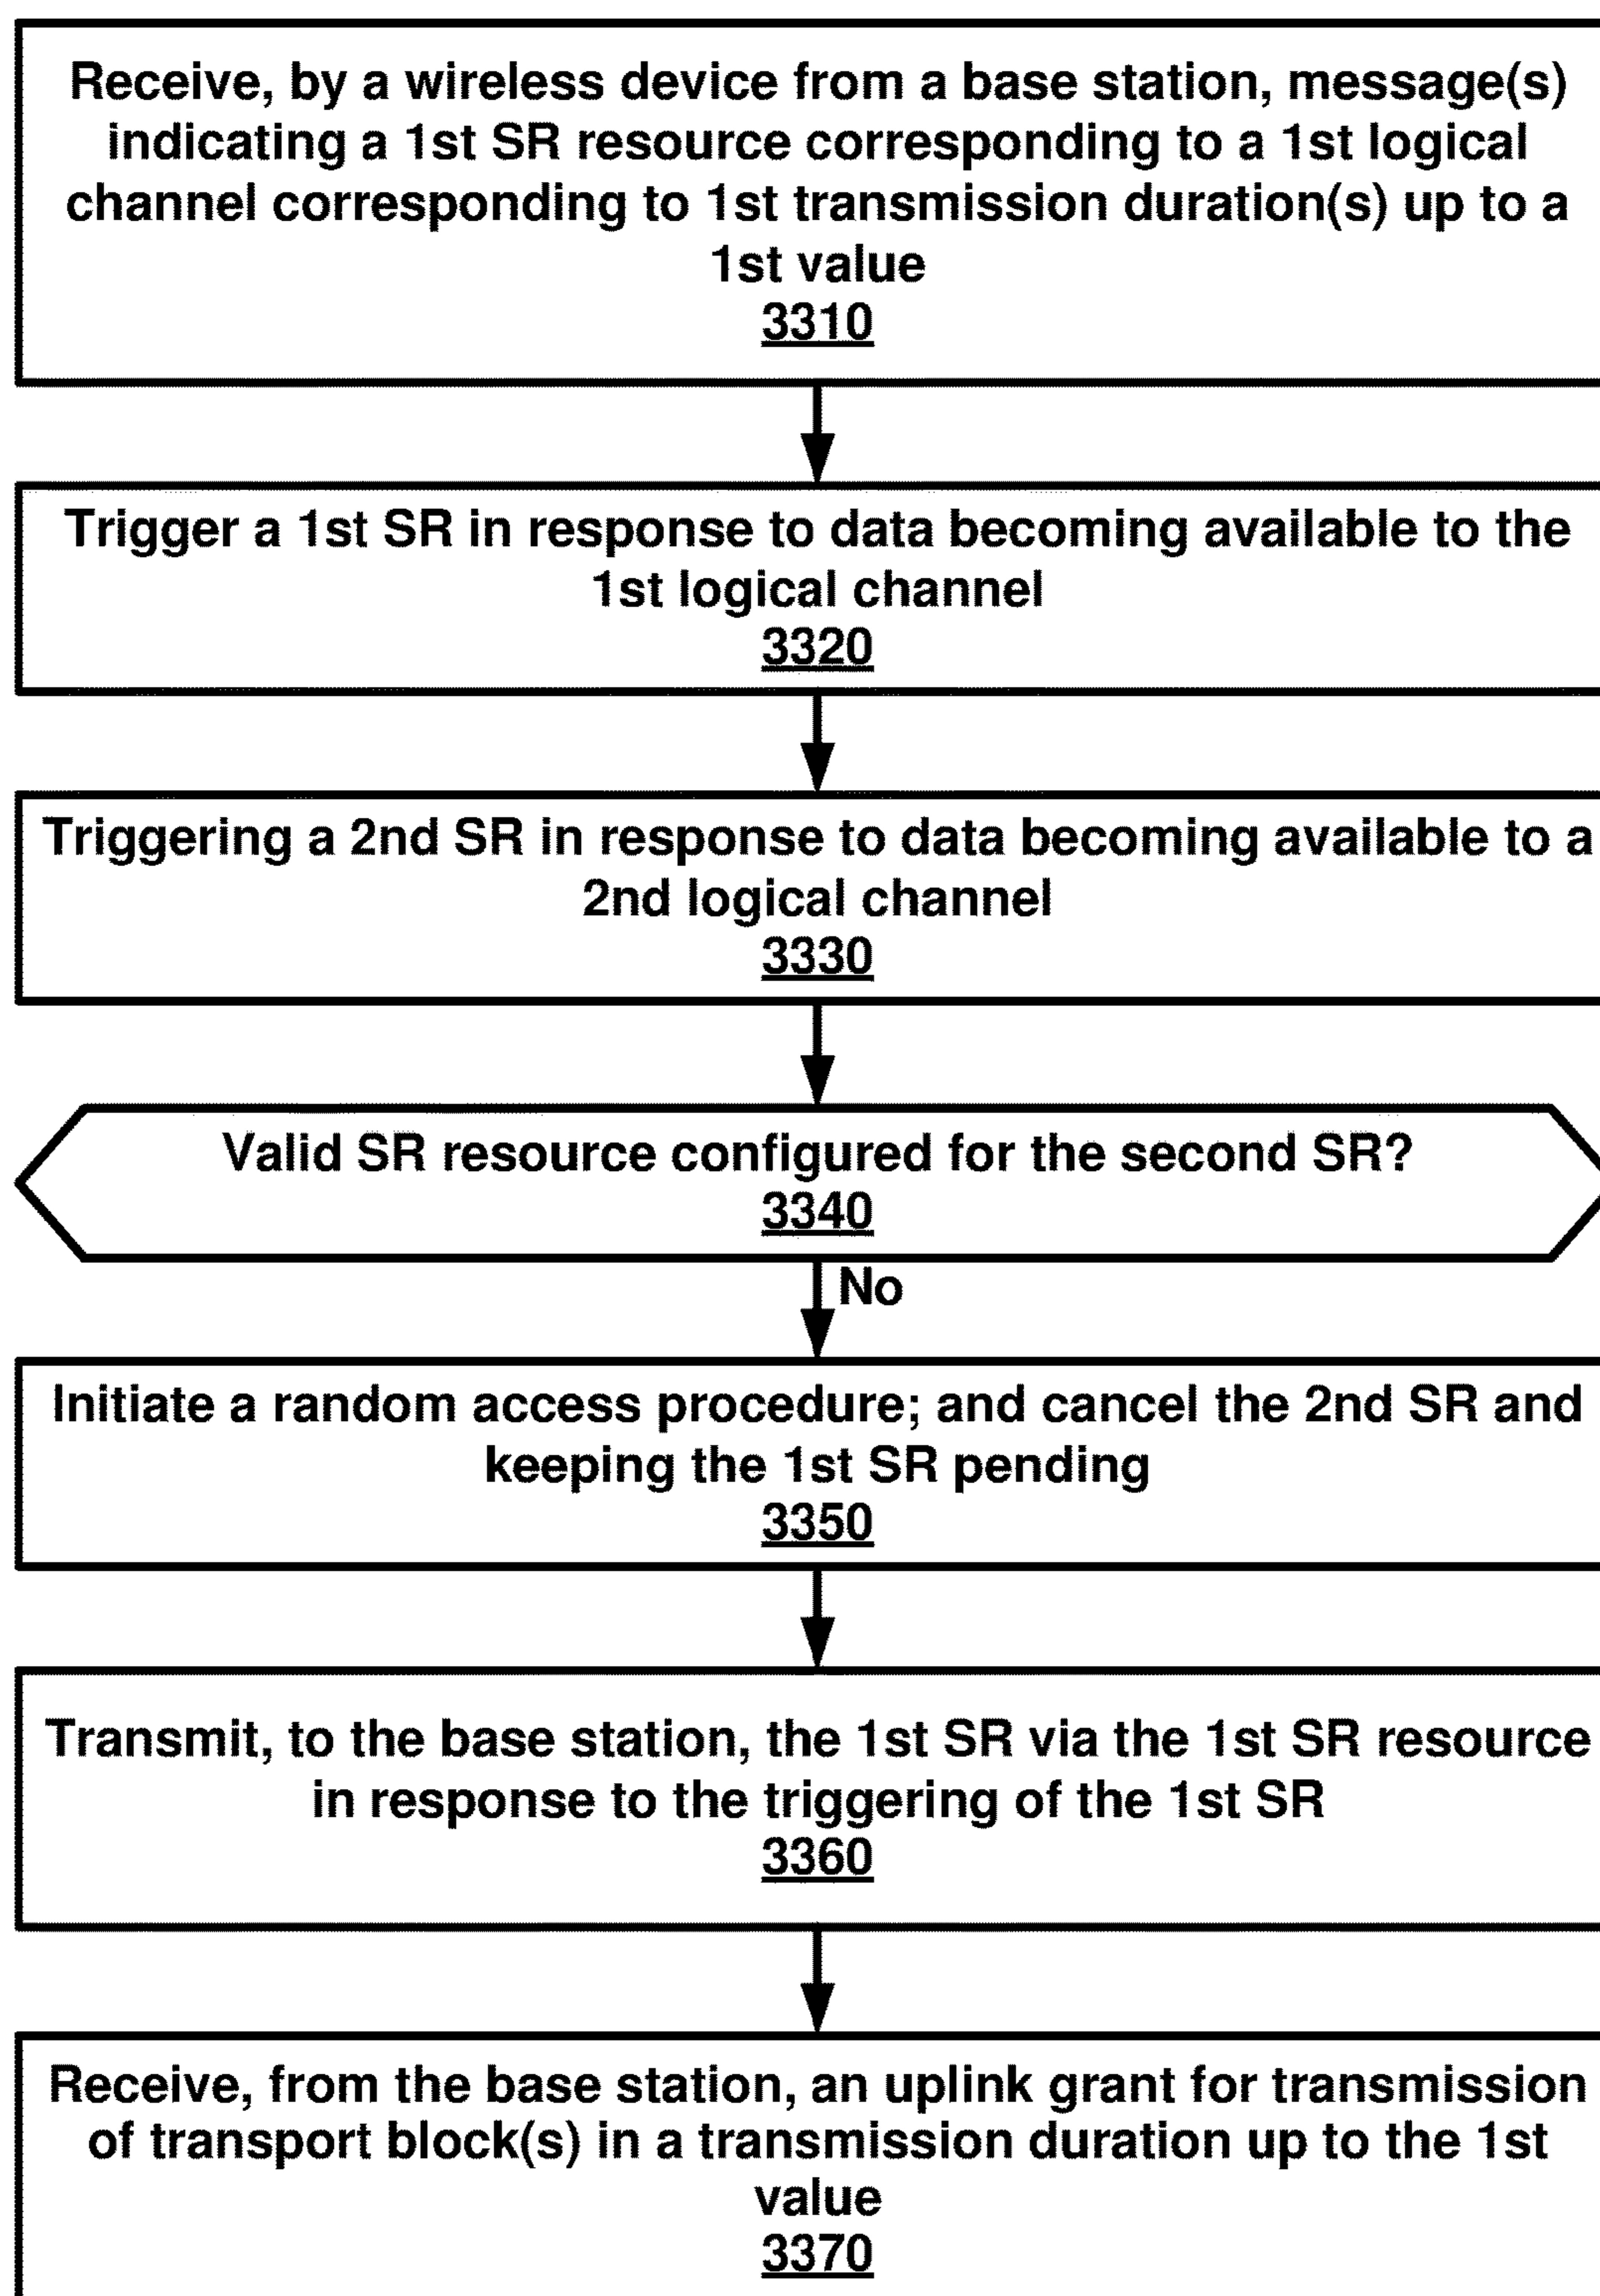 Receive, by a wireless device from a base station, message(s)
indicating a 1st SR resource corresponding to a 1st logical
channel corresponding to 1st transmission duration(s) up to a
1st value
3310
Trigger a 1st SR in response to data becoming available to the
1st logical channel
3320
Triggering a 2nd SR in response to data becoming available to a
2nd logical channel
3330
Valid SR resource configured for the second SR?
3340
No
Initiate a random access procedure; and cancel the 2nd SR and
keeping the 1st SR pending
3350
Transmit, to the base station, the 1st SR via the 1st SR resource
in response to the triggering of the 1st SR
3360
Receive, from the base station, an uplink grant for transmission
of transport block(s) in a transmission duration up to the 1st
value
3370